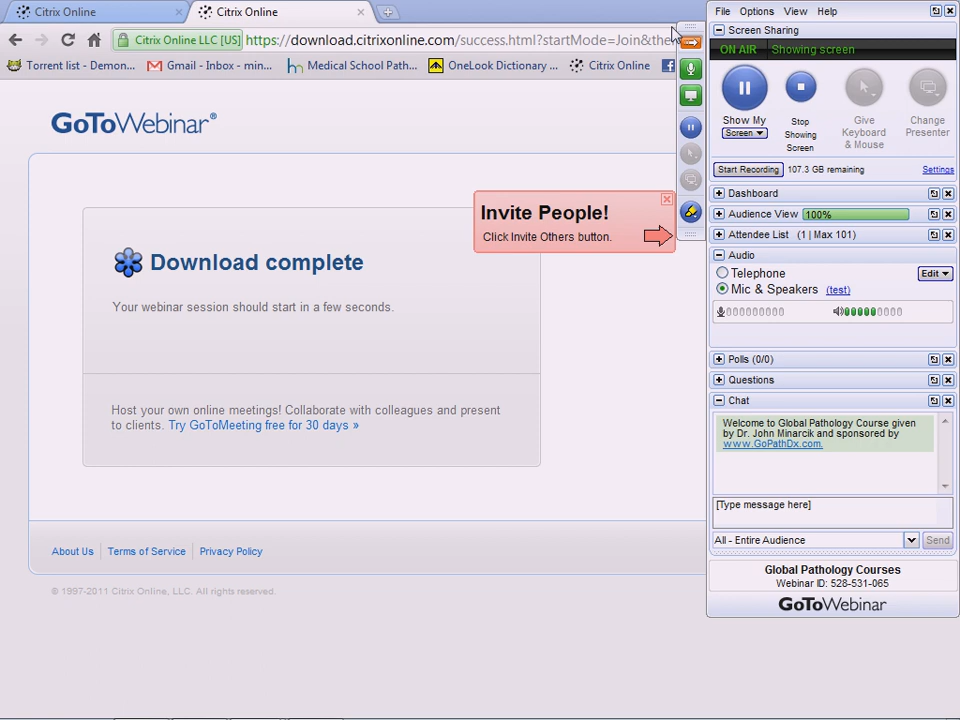 Citrix Online
Citrix Online
Citrix Online LLC [US]
https://download.citrixonline.com/success.html?startMode=Join&the
Torrent list - Demon...
Gmail - Inbox - min...
Medical School Path...
OneLook Dictionary ...
Citrix Online
GoToWebinar®
Download complete
Your webinar session should start in a few seconds.
Host your own online meetings! Collaborate with colleagues and present
to clients. Try GoToMeeting free for 30 days »
About Us
Terms of Service
Privacy Policy
© 1997-2011 Citrix Online, LLC. All rights reserved.
Invite People!
Click Invite Others button.
File Options View Help
Screen Sharing
ON AIR Showing screen
Show My
Screen
Stop
Showing
Screen
Give
Keyboard
& Mouse
Change
Presenter
Start Recording 107.3 GB remaining Settings
Dashboard
Audience View 100%
Attendee List (1 | Max 101)
Audio
Telephone
Edit
Mic & Speakers (test)
Polls (0/0)
Questions
Chat
Welcome to Global Pathology Course given
by Dr. John Minarcik and sponsored by
www.GoPathDx.com.
[Type message here]
All - Entire Audience
Send
Global Pathology Courses
Webinar ID: 528-531-065
GoToWebinar